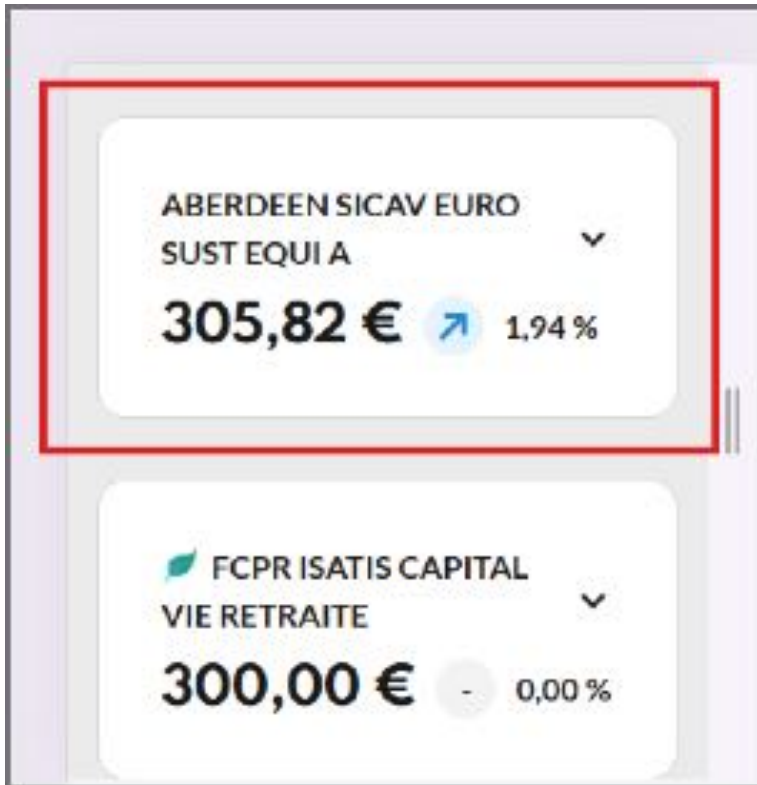 ABERDEEN SICAV EURO
SUST EQUI A
305,82 € 1,94 %
FCPR ISATIS CAPITAL
VIE RETRAITE
300,00 € - 0,00 %